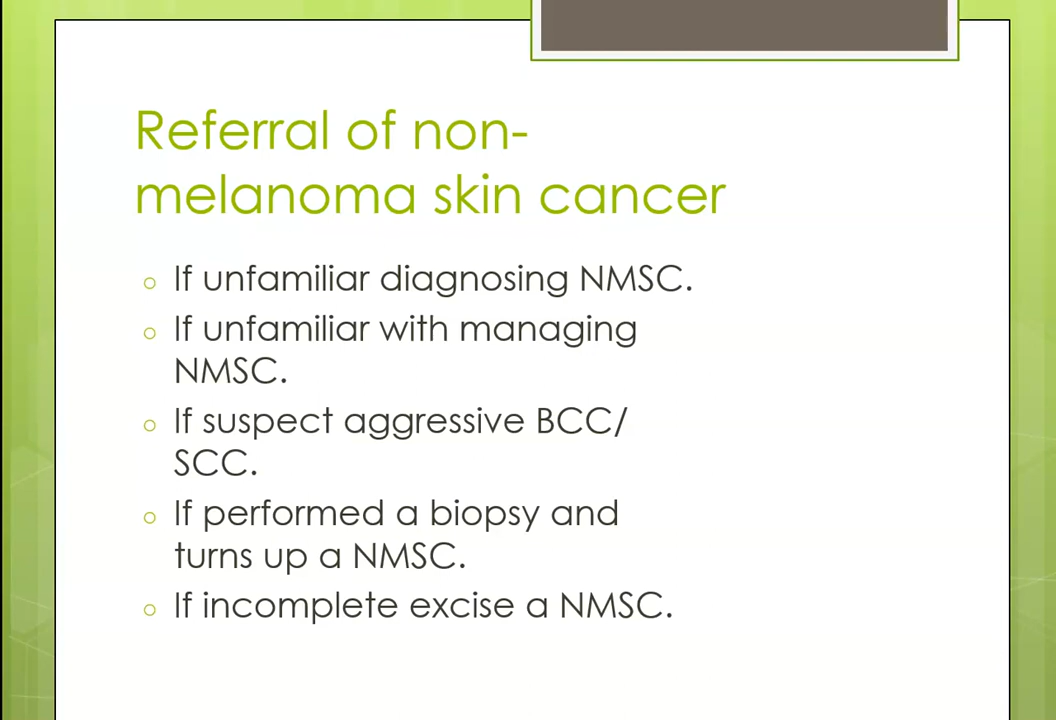 Referral of non-
melanoma skin cancer
If unfamiliar diagnosing NMSC.
If unfamiliar with managing
NMSC.
If suspect aggressive BCC/
SCC.
If performed a biopsy and
turns up a NMSC.
If incomplete excise a NMSC.